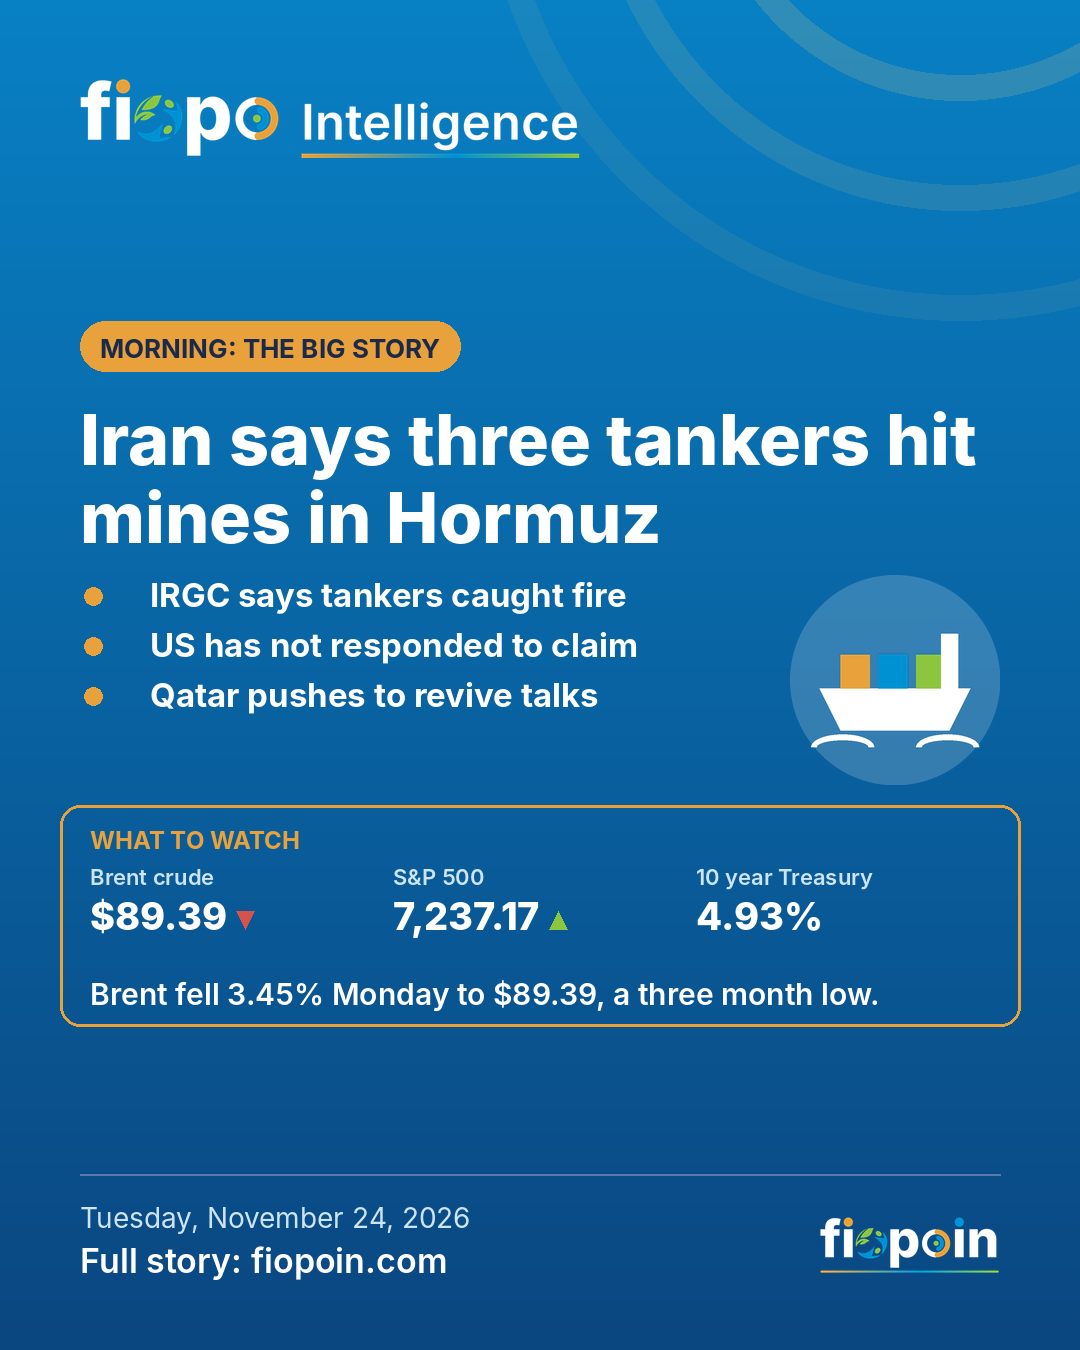 fiopo Intelligence
MORNING: THE BIG STORY
Iran says three tankers hit
mines in Hormuz
IRGC says tankers caught fire
US has not responded to claim
Qatar pushes to revive talks
WHAT TO WATCH
Brent crude
$89.39 ▼
S&P 500
7,237.17 ▲
10 year Treasury
4.93%
Brent fell 3.45% Monday to $89.39, a three month low.
Tuesday, November 24, 2026
Full story: fiopoin.com
fiopoin